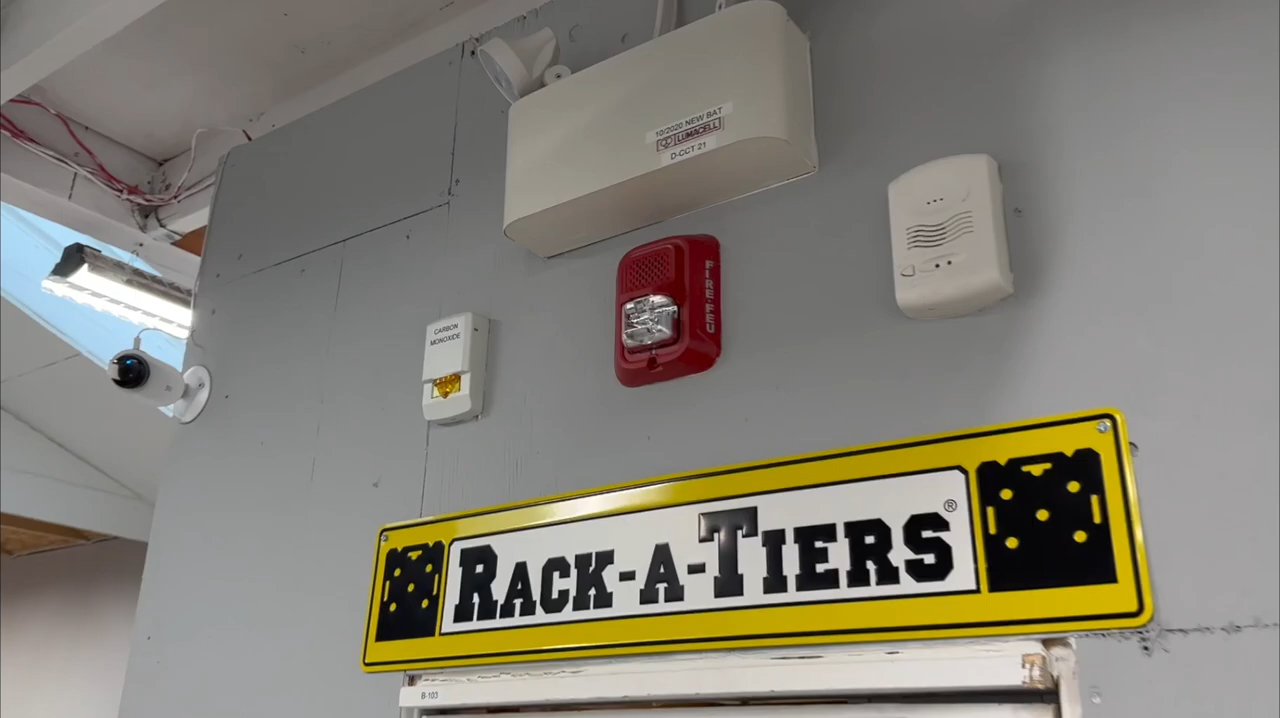 10/2020 NEW BAT
LUMACELL
D-CCT 21
FIRE-FEU
CARBON
MONOXIDE
RACK-A-TIERS®
B-103